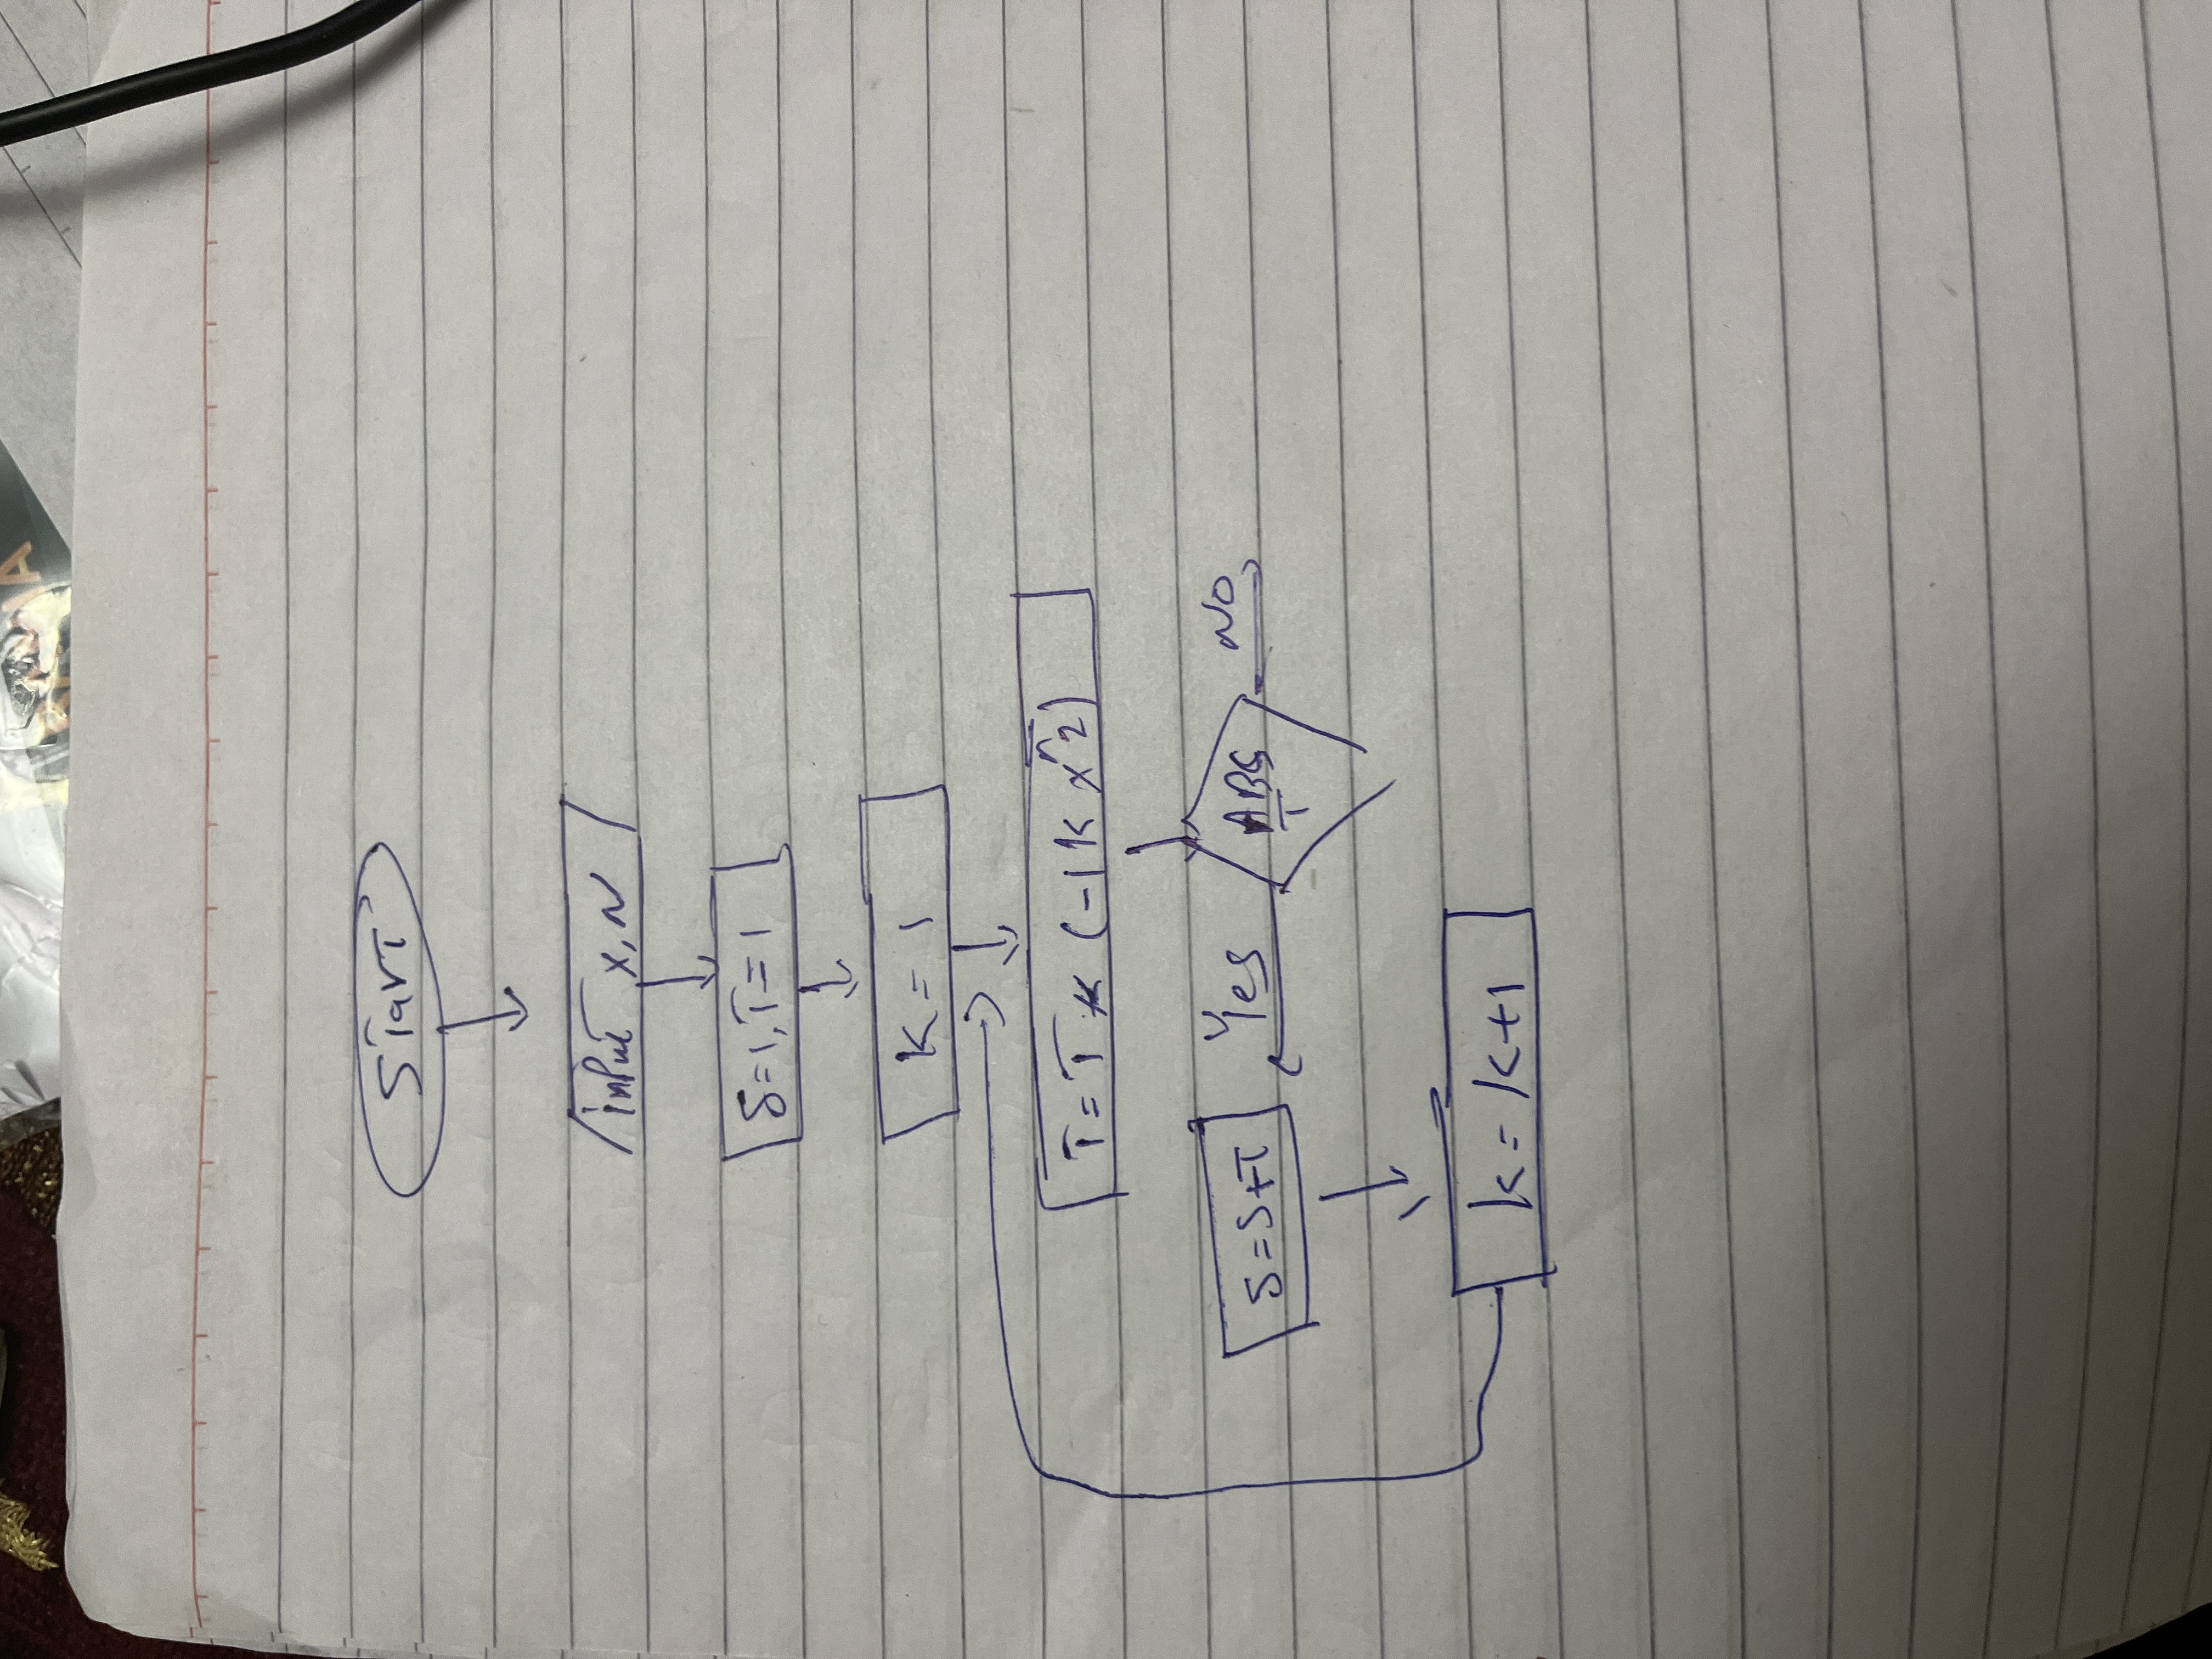 Start
input x, N
S=1, T=1
K = 1
T = T * (-1 K x^2)
ABS
T
Yes
NO
S=S+T
K = K+1